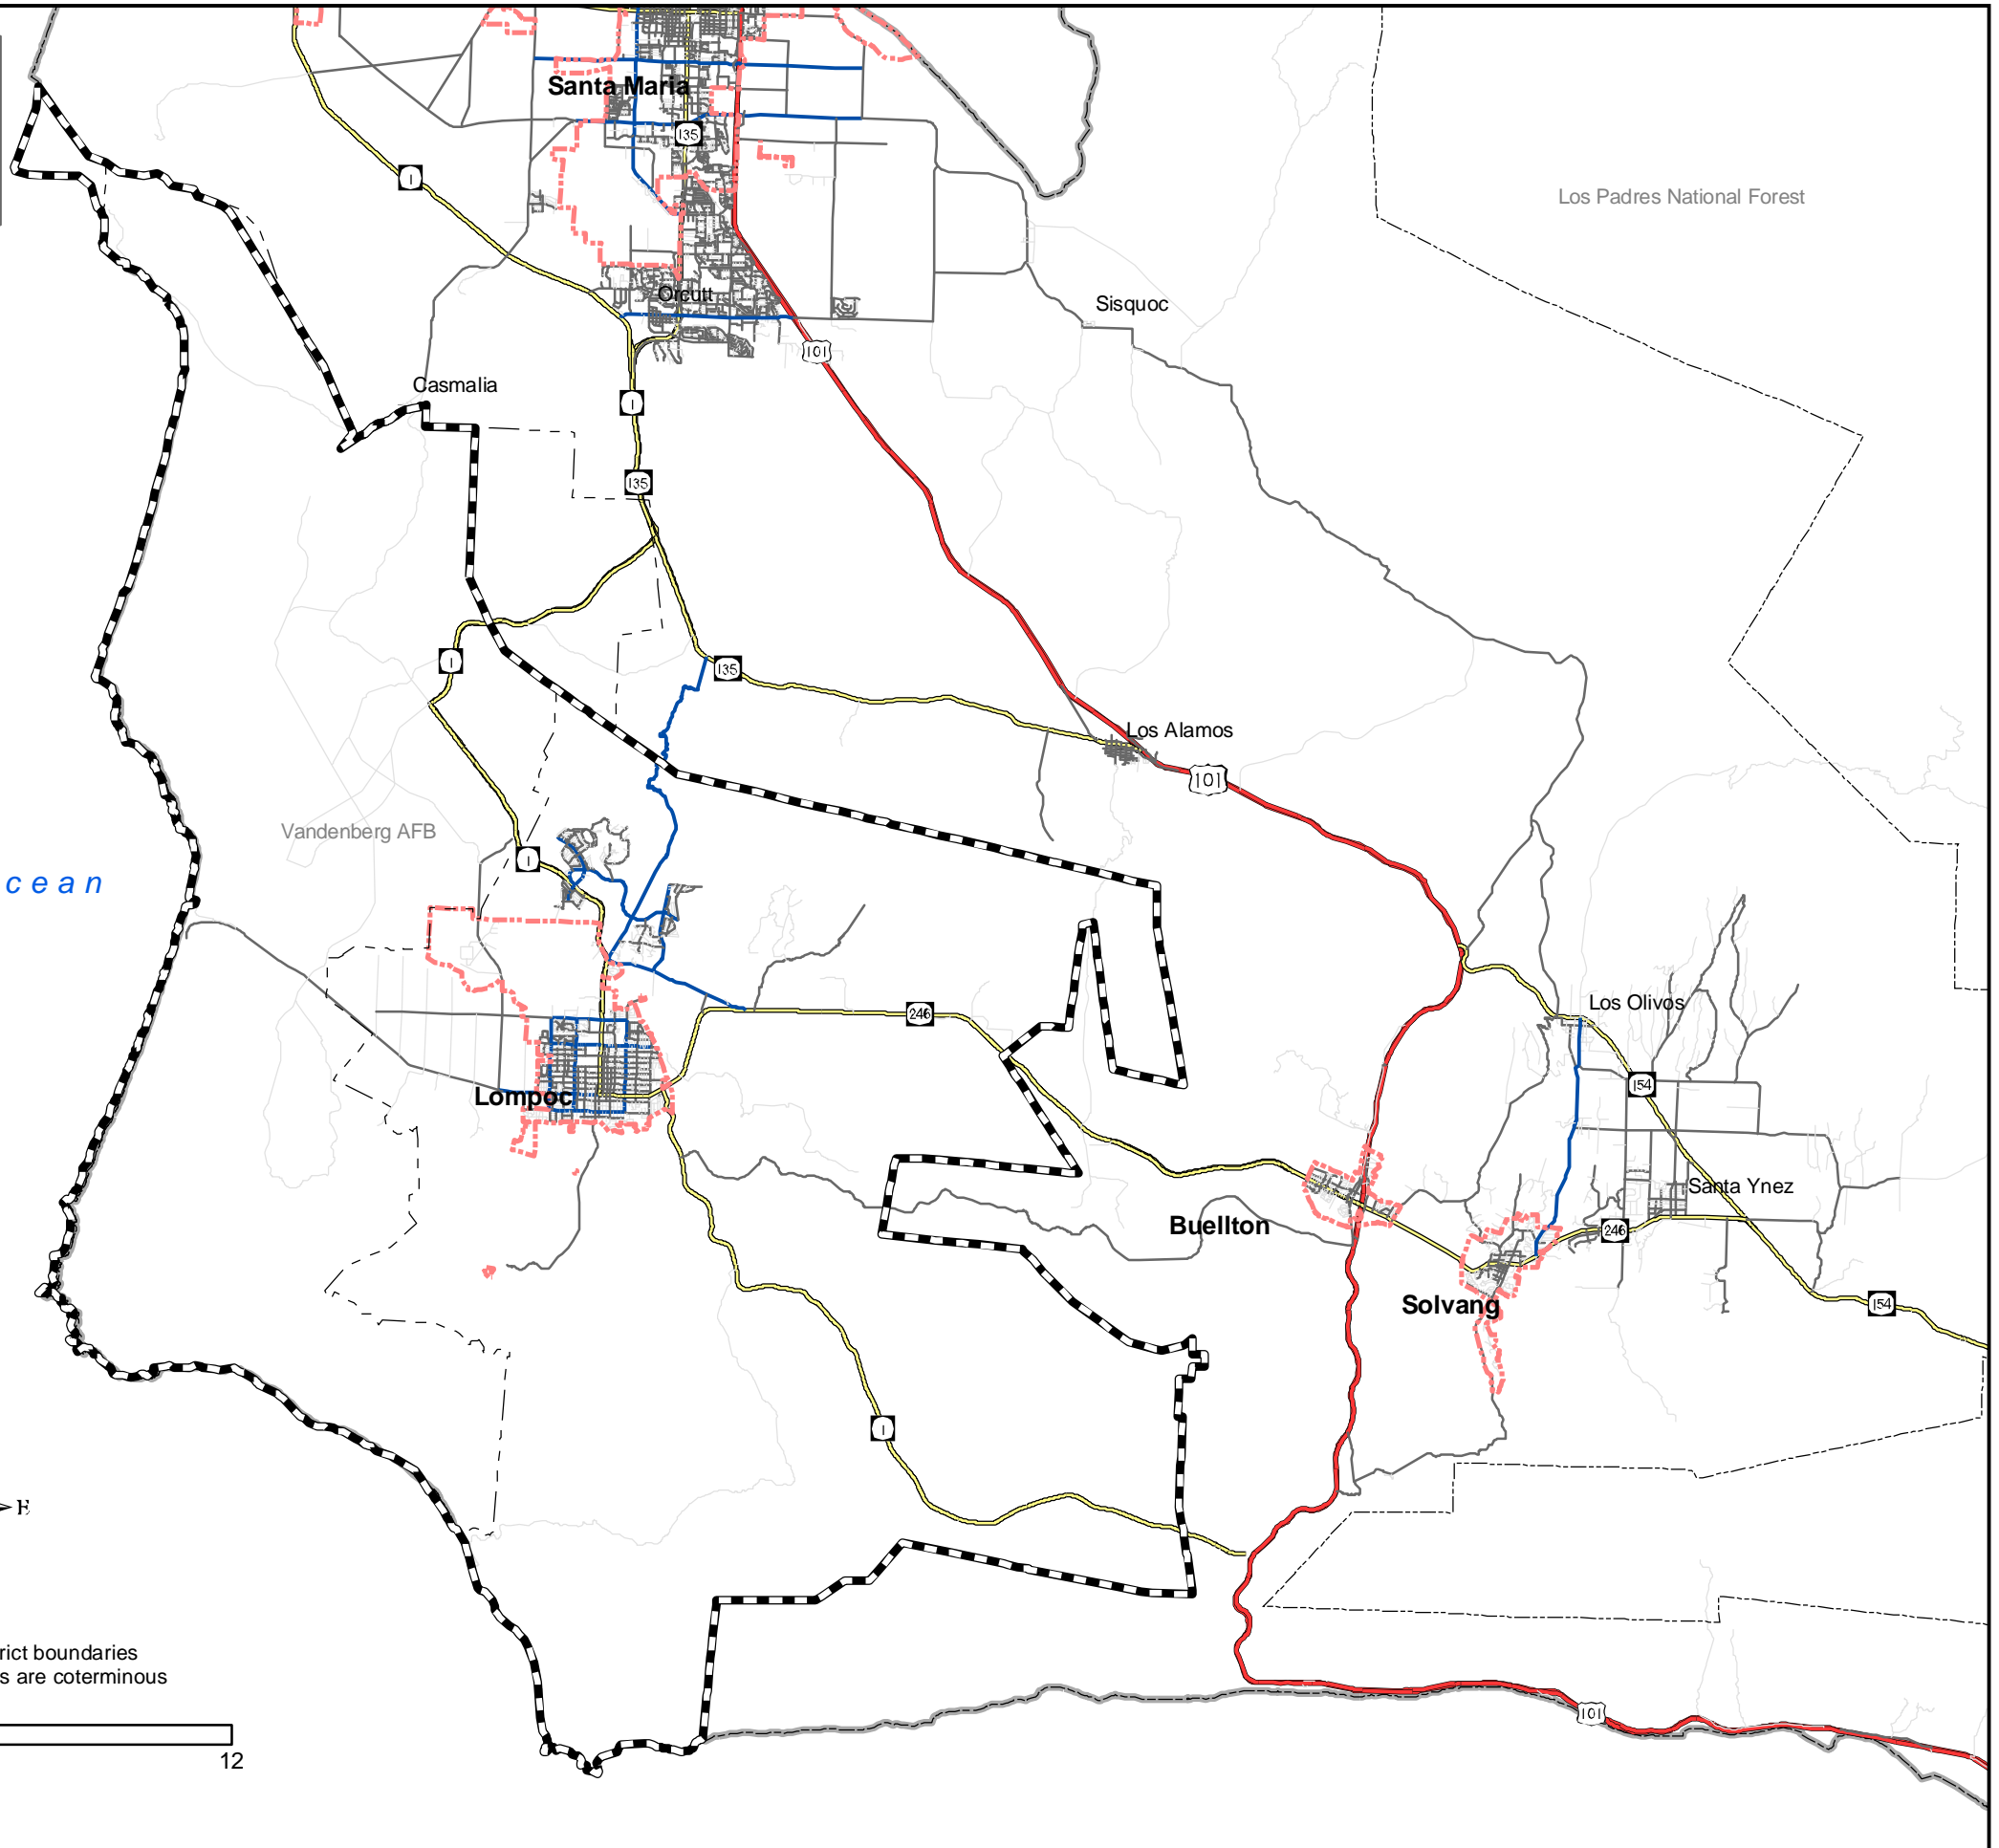 Santa Maria
135
1
Los Padres National Forest
Orcutt
Sisquoc
101
Casmalia
1
135
1
135
Los Alamos
101
Vandenberg AFB
1
cean
Los Olivos
246
154
Lompoc
Santa Ynez
Buellton
246
Solvang
154
1
E
rict boundaries
s are coterminous
101
12